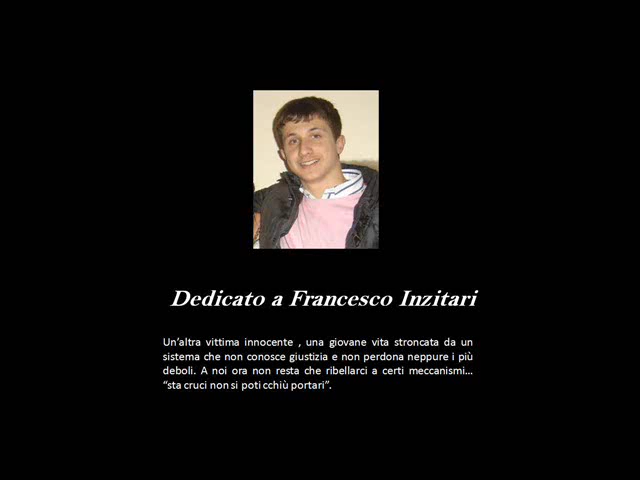 Dedicato a Francesco Inzitari
Un’altra vittima innocente , una giovane vita stroncata da un
sistema che non conosce giustizia e non perdona neppure i più
deboli. A noi ora non resta che ribellarci a certi meccanismi…
“sta cruci non si poti cchiù portari”.